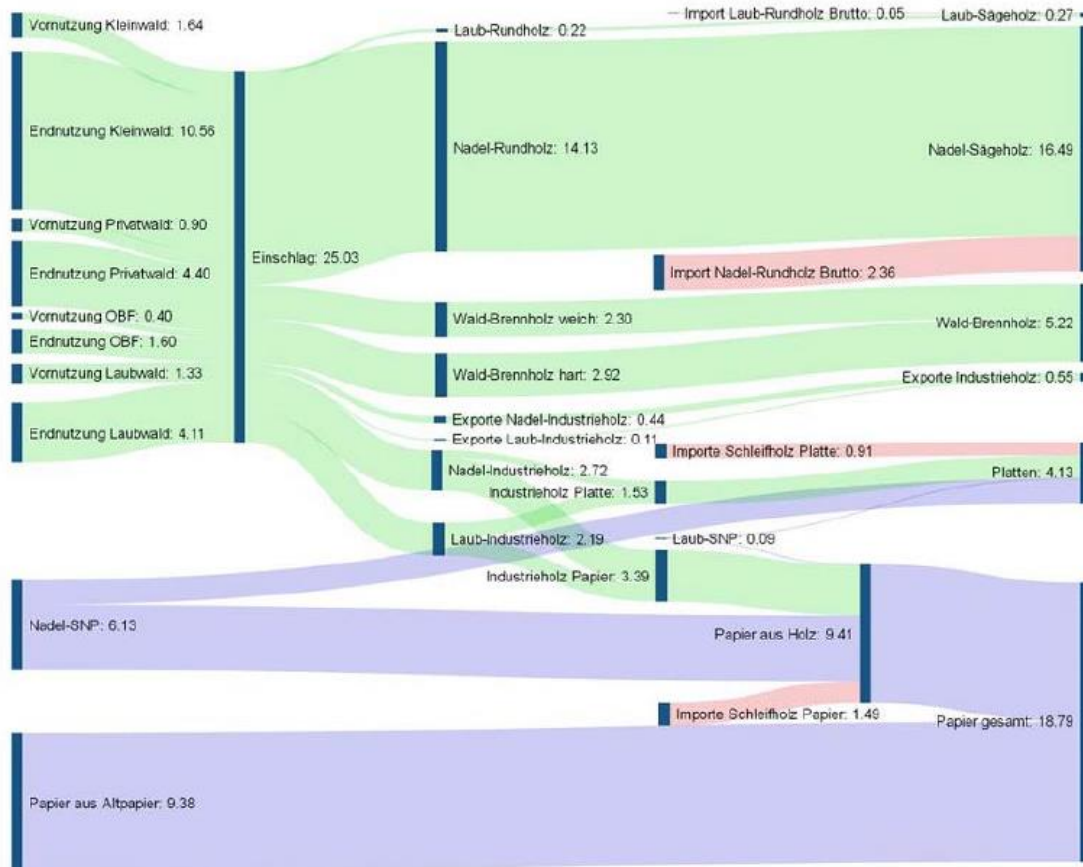 Vornutzung Kleinwald: 1.64
Endnutzung Kleinwald: 10.56
Vornutzung Privatwald: 0.90
Endnutzung Privatwald: 4.40
Vornutzung ÖBF: 0.40
Endnutzung ÖBF: 1.60
Vornutzung Laubwald: 1.33
Endnutzung Laubwald: 4.11
Nadel-SNP: 6.13
Papier aus Altpapier: 9.38
Einschlag: 25.03
Laub-Rundholz: 0.22
Nadel-Rundholz: 14.13
Wald-Brennholz weich: 2.30
Wald-Brennholz hart: 2.92
Exporte Nadel-Industrieholz: 0.44
Exporte Laub-Industrieholz: 0.11
Nadel-Industrieholz: 2.72
Laub-Industrieholz: 2.19
Import Laub-Rundholz Brutto: 0.05
Import Nadel-Rundholz Brutto: 2.36
Importe Schleifholz Platte: 0.91
Industrieholz Platte: 1.53
Laub-SNP: 0.09
Industrieholz Papier: 3.39
Importe Schleifholz Papier: 1.49
Papier aus Holz: 9.41
Laub-Sägeholz: 0.27
Nadel-Sägeholz: 16.49
Wald-Brennholz: 5.22
Exporte Industrieholz: 0.55
Platten: 4.13
Papier gesamt: 18.79